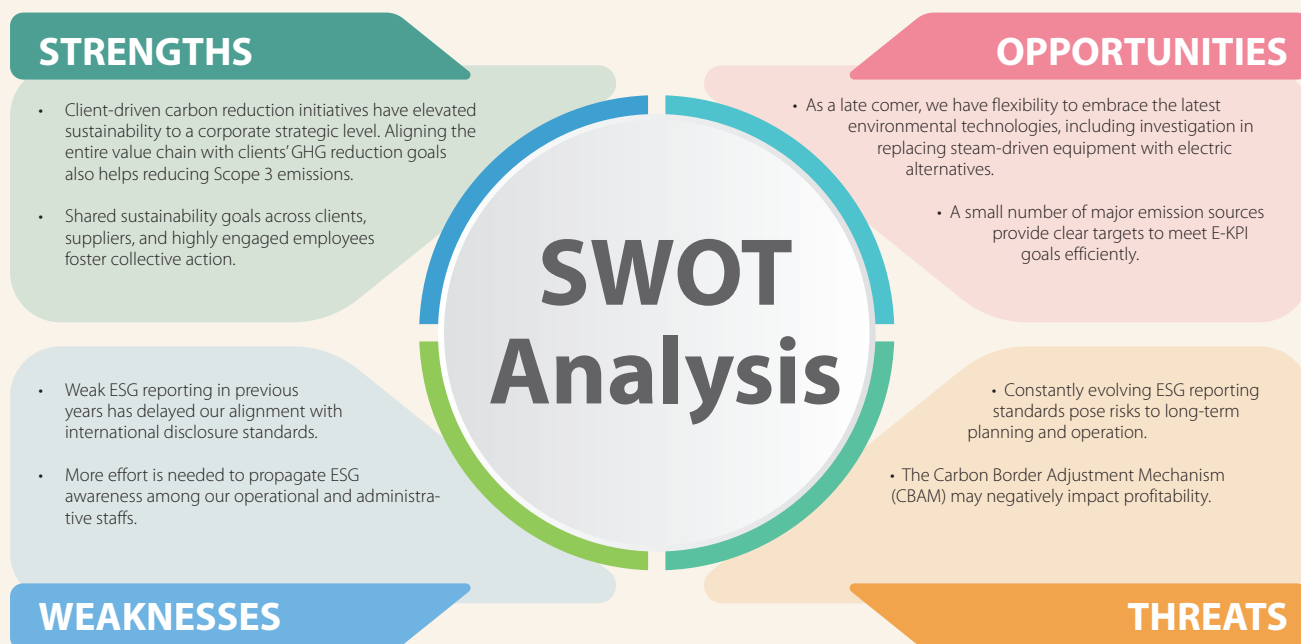 STRENGTHS
• Client-driven carbon reduction initiatives have elevated
sustainability to a corporate strategic level. Aligning the
entire value chain with clients’ GHG reduction goals
also helps reducing Scope 3 emissions.
• Shared sustainability goals across clients,
suppliers, and highly engaged employees
foster collective action.
OPPORTUNITIES
• As a late comer, we have flexibility to embrace the latest
environmental technologies, including investigation in
replacing steam-driven equipment with electric
alternatives.
• A small number of major emission sources
provide clear targets to meet E-KPI
goals efficiently.
SWOT
Analysis
• Weak ESG reporting in previous
years has delayed our alignment with
international disclosure standards.
• More effort is needed to propagate ESG
awareness among our operational and administra-
tive staffs.
WEAKNESSES
• Constantly evolving ESG reporting
standards pose risks to long-term
planning and operation.
• The Carbon Border Adjustment Mechanism
(CBAM) may negatively impact profitability.
THREATS